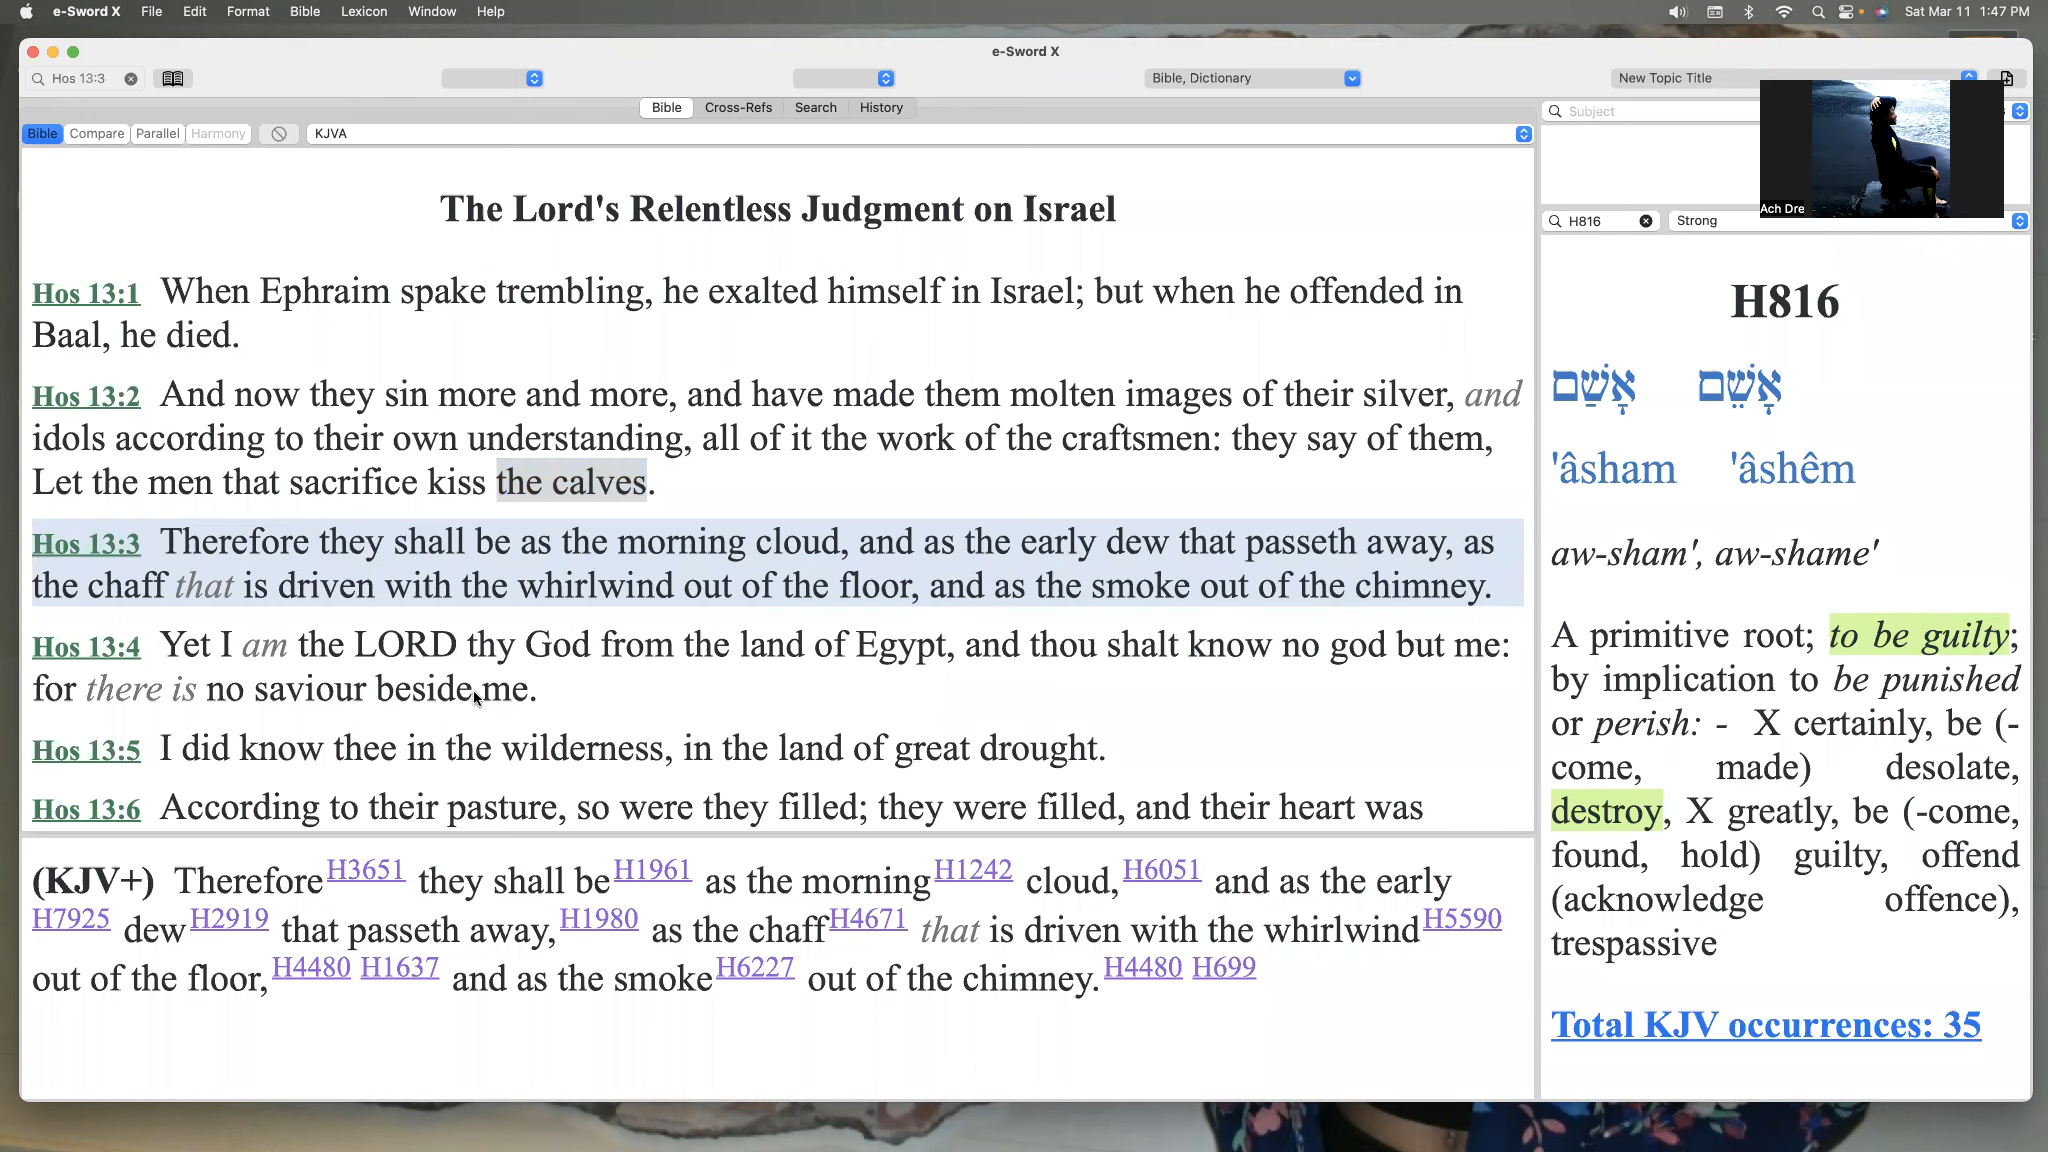 e-Sword X File Edit Format Bible Lexicon Window Help Sat Mar 11 1:47 PM
e-Sword X
Hos 13:3 Bible, Dictionary New Topic Title
Bible Cross-Refs Search History
Subject
Bible Compare Parallel Harmony KJVA
Ach Dre
H816 Strong
The Lord's Relentless Judgment on Israel
Hos 13:1 When Ephraim spake trembling, he exalted himself in Israel; but when he offended in
Baal, he died.
Hos 13:2 And now they sin more and more, and have made them molten images of their silver, and
idols according to their own understanding, all of it the work of the craftsmen: they say of them,
Let the men that sacrifice kiss the calves.
Hos 13:3 Therefore they shall be as the morning cloud, and as the early dew that passeth away, as
the chaff that is driven with the whirlwind out of the floor, and as the smoke out of the chimney.
Hos 13:4 Yet I am the LORD thy God from the land of Egypt, and thou shalt know no god but me:
for there is no saviour beside me.
Hos 13:5 I did know thee in the wilderness, in the land of great drought.
Hos 13:6 According to their pasture, so were they filled; they were filled, and their heart was
(KJV+) Therefore H3651 they shall be H1961 as the morning H1242 cloud, H6051 and as the early
H7925 dew H2919 that passeth away, H1980 as the chaff H4671 that is driven with the whirlwind H5590
out of the floor, H4480 H1637 and as the smoke H6227 out of the chimney. H4480 H699
H816
אָשַׁם אָשֵׁם
'âsham 'âshêm
aw-sham', aw-shame'
A primitive root; to be guilty;
by implication to be punished
or perish: - X certainly, be (-
come, made) desolate,
destroy, X greatly, be (-come,
found, hold) guilty, offend
(acknowledge offence),
trespassive
Total KJV occurrences: 35